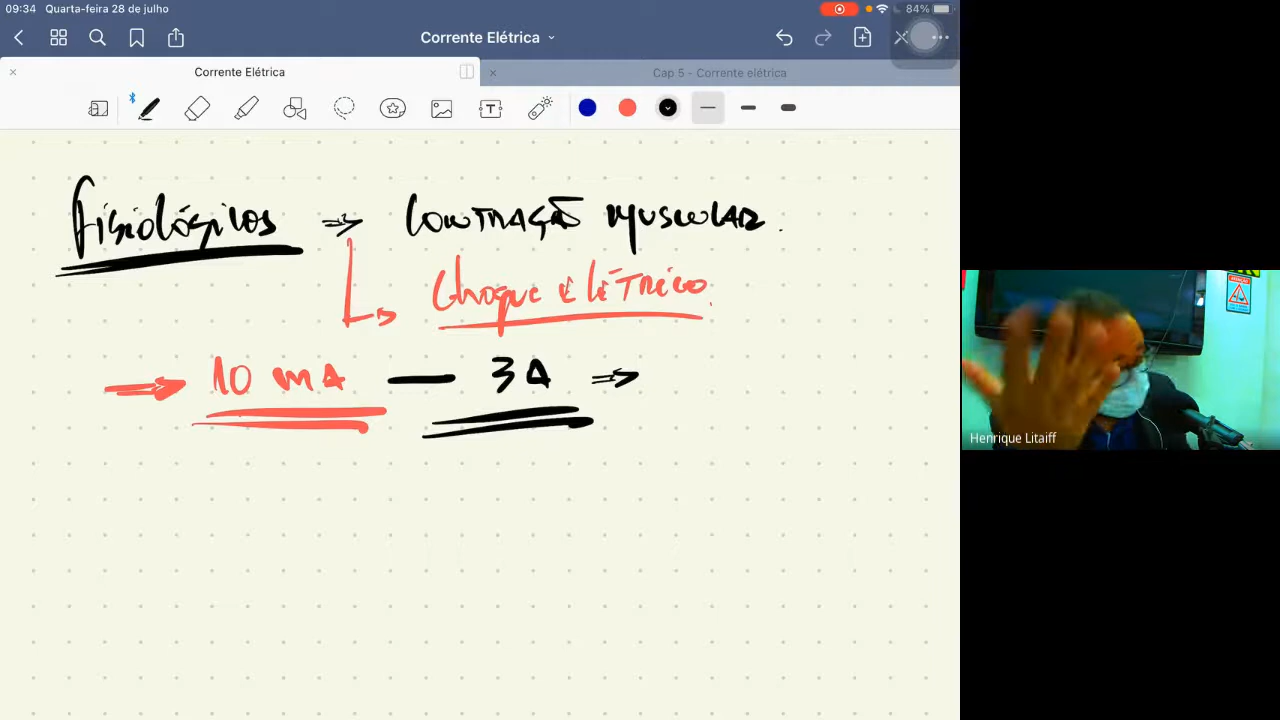 09:34 Quarta-feira 28 de julho 84%
Corrente Elétrica
Corrente Elétrica Cap 5 - Corrente elétrica
T
Fisiológicos ⇒ Contração muscular.
Choque elétrico.
⇒ 10 mA — 3A ⇒
Henrique Litaiff